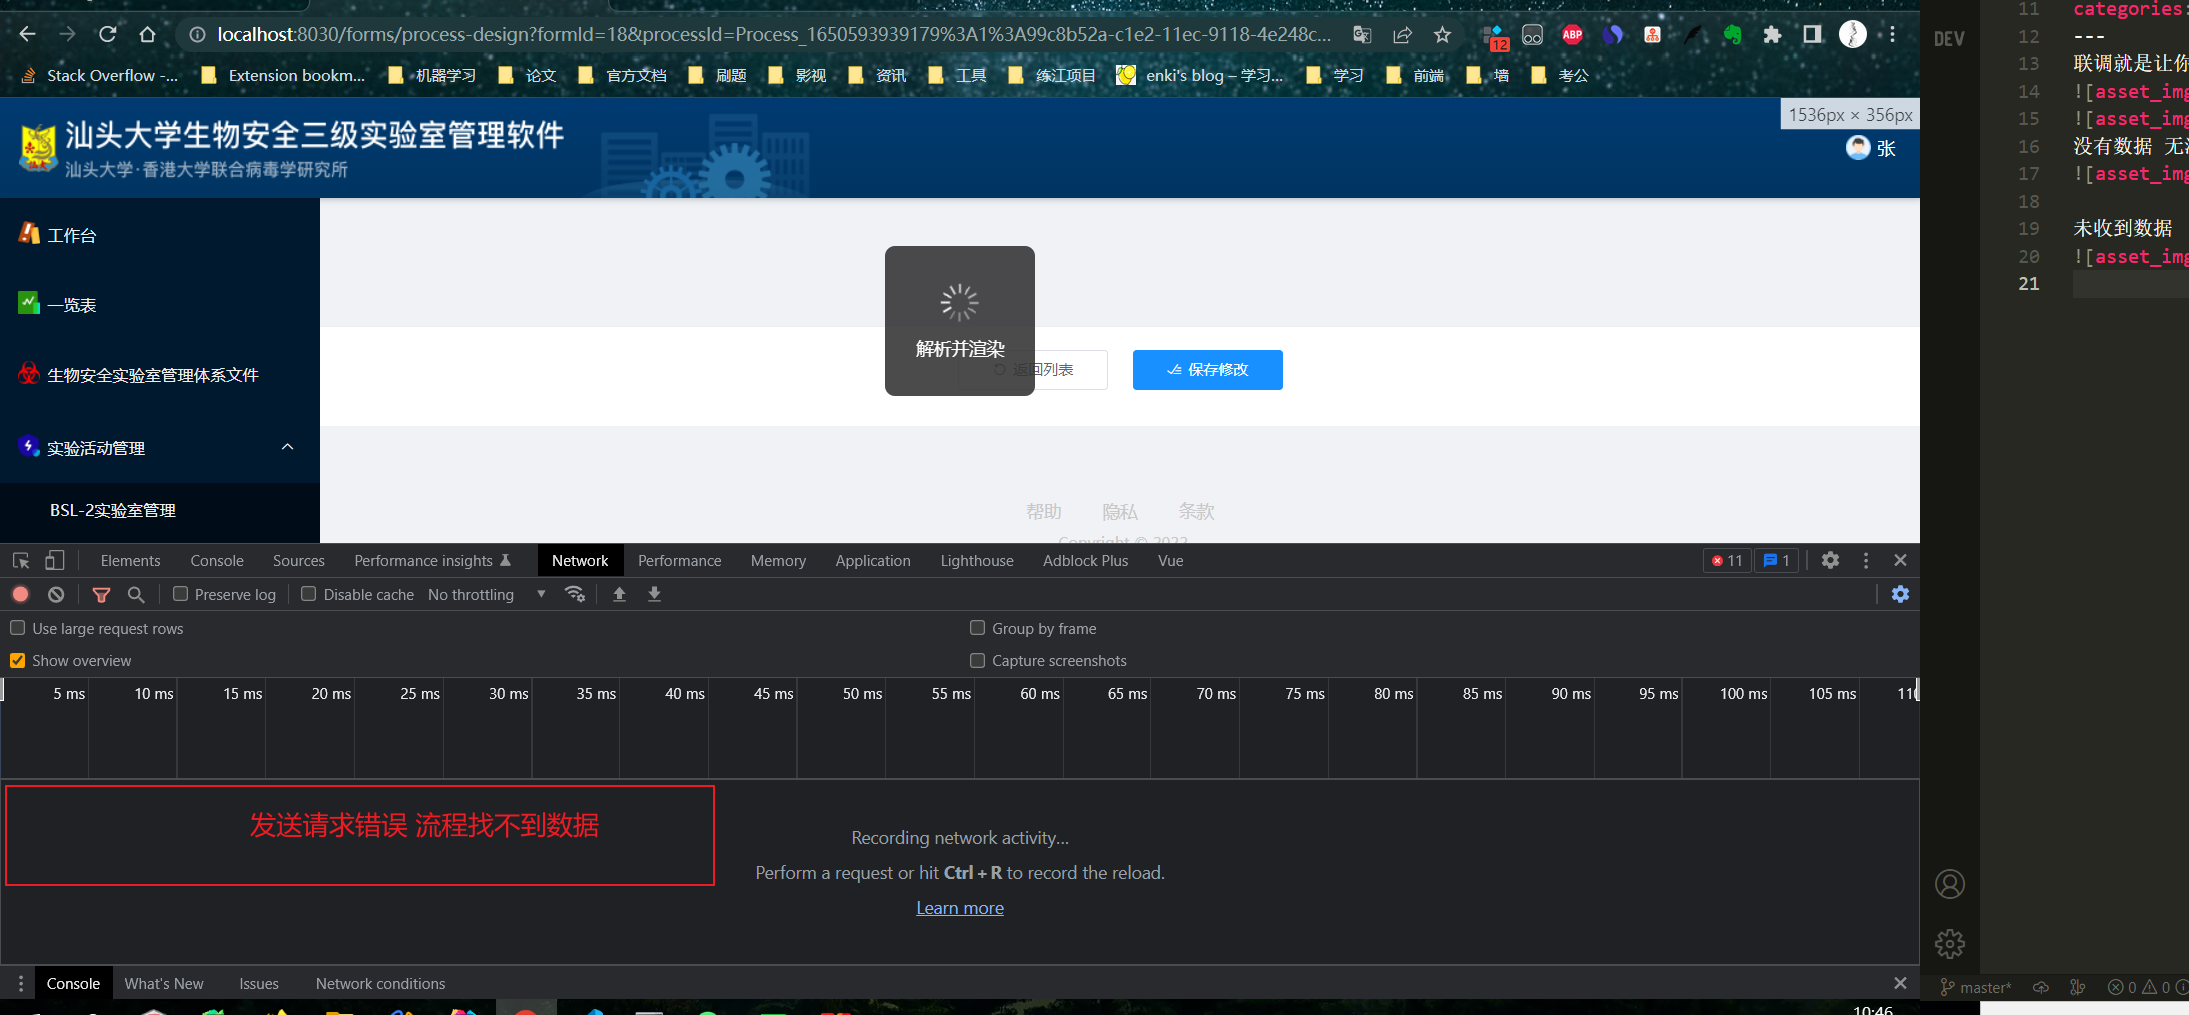 localhost:8030/forms/process-design?formId=18&processId=Process_1650593939179%3A1%3A99c8b52a-c1e2-11ec-9118-4e248c...
12
ABP
Stack Overflow -...
Extension bookm...
机器学习
论文
官方文档
刷题
影视
资讯
工具
练江项目
enki's blog – 学习...
学习
前端
墙
考公
汕头大学生物安全三级实验室管理软件
汕头大学·香港大学联合病毒学研究所
1536px × 356px
张
工作台
一览表
生物安全实验室管理体系文件
实验活动管理
BSL-2实验室管理
解析并渲染
返回列表
保存修改
帮助 隐私 条款
Copyright © 2022
Elements Console Sources Performance insights Network Performance Memory Application Lighthouse Adblock Plus Vue
11
1
Preserve log
Disable cache
No throttling
Use large request rows
Group by frame
Show overview
Capture screenshots
5 ms 10 ms 15 ms 20 ms 25 ms 30 ms 35 ms 40 ms 45 ms 50 ms 55 ms 60 ms 65 ms 70 ms 75 ms 80 ms 85 ms 90 ms 95 ms 100 ms 105 ms 110
发送请求错误 流程找不到数据
Recording network activity...
Perform a request or hit Ctrl + R to record the reload.
Learn more
Console What's New Issues Network conditions
10:46
DEV
11 categories:
12 ---
13 联调就是让你
14 ![asset_img
15 ![asset_img
16 没有数据 无
17 ![asset_img
18
19 未收到数据
20 ![asset_img
21
master*
0
0